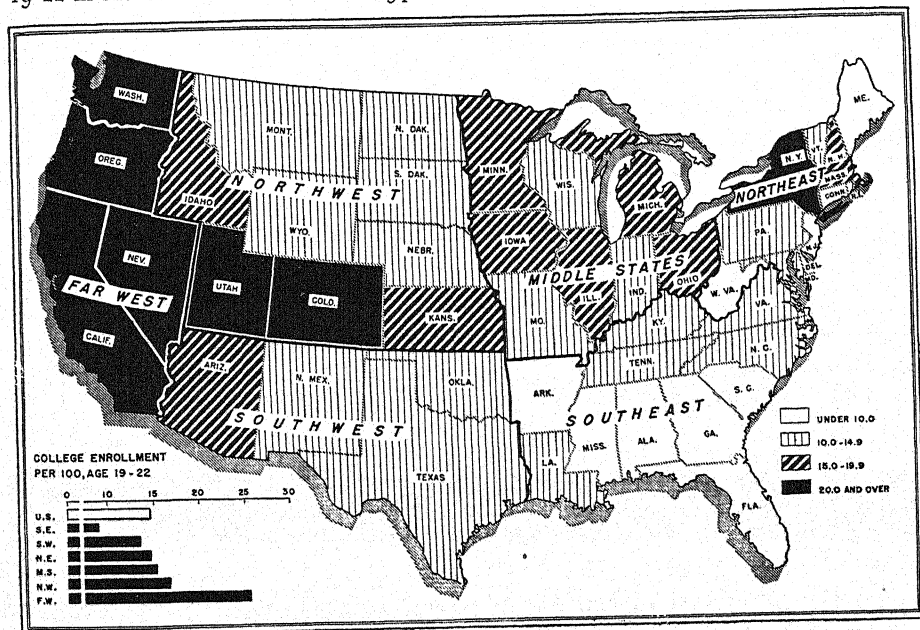 WASH.
OREG.
IDAHO
MONT.
N. DAK.
S. DAK.
NORTHWEST
WYO.
NEBR.
NEV.
UTAH
COLO.
KANS.
FAR WEST
CALIF.
ARIZ.
N. MEX.
OKLA.
SOUTHWEST
TEXAS
MINN.
WIS.
MICH.
IOWA
MIDDLE STATES
ILL.
IND.
OHIO
MO.
ME.
VT.
N. H.
N. Y.
MASS.
CONN.
NORTHEAST
PA.
N.J.
DEL.
W. VA.
VA.
KY.
TENN.
N. C.
S. C.
ARK.
SOUTHEAST
MISS.
ALA.
GA.
LA.
FLA.
UNDER 10.0
10.0-14.9
15.0-19.9
20.0 AND OVER
COLLEGE ENROLLMENT
PER 100, AGE 19-22
0 10 15 20 30
U.S.
S.E.
S.W.
N.E.
M.S.
N.W.
F.W.